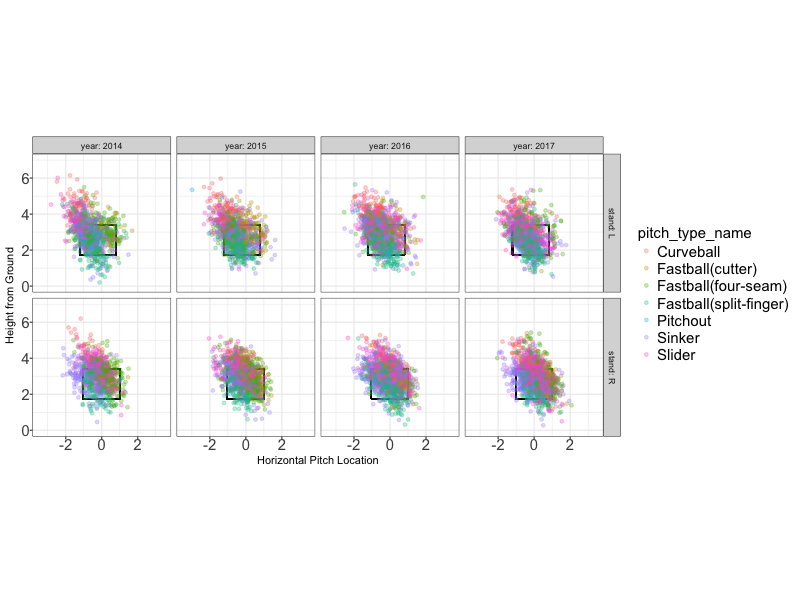 year: 2014
year: 2015
year: 2016
year: 2017
6
4
2
0
stand: L
6
4
2
0
stand: R
-2 0 2
-2 0 2
-2 0 2
-2 0 2
Height from Ground
Horizontal Pitch Location
pitch_type_name
Curveball
Fastball(cutter)
Fastball(four-seam)
Fastball(split-finger)
Pitchout
Sinker
Slider